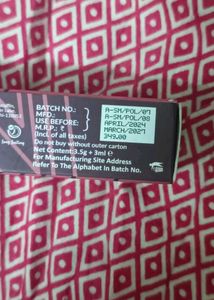 BATCH NO.: A-SM/POL/07
MFD.: A-SM/POL/08
USE BEFORE: APRIL/2024
M.R.P.: ₹ MARCH/2027
(Incl. of all taxes) 349.00
Do not buy without outer carton
Net Content:3.5g + 3ml
For Manufacturing Site Address
Refer To The Alphabet In Batch No.